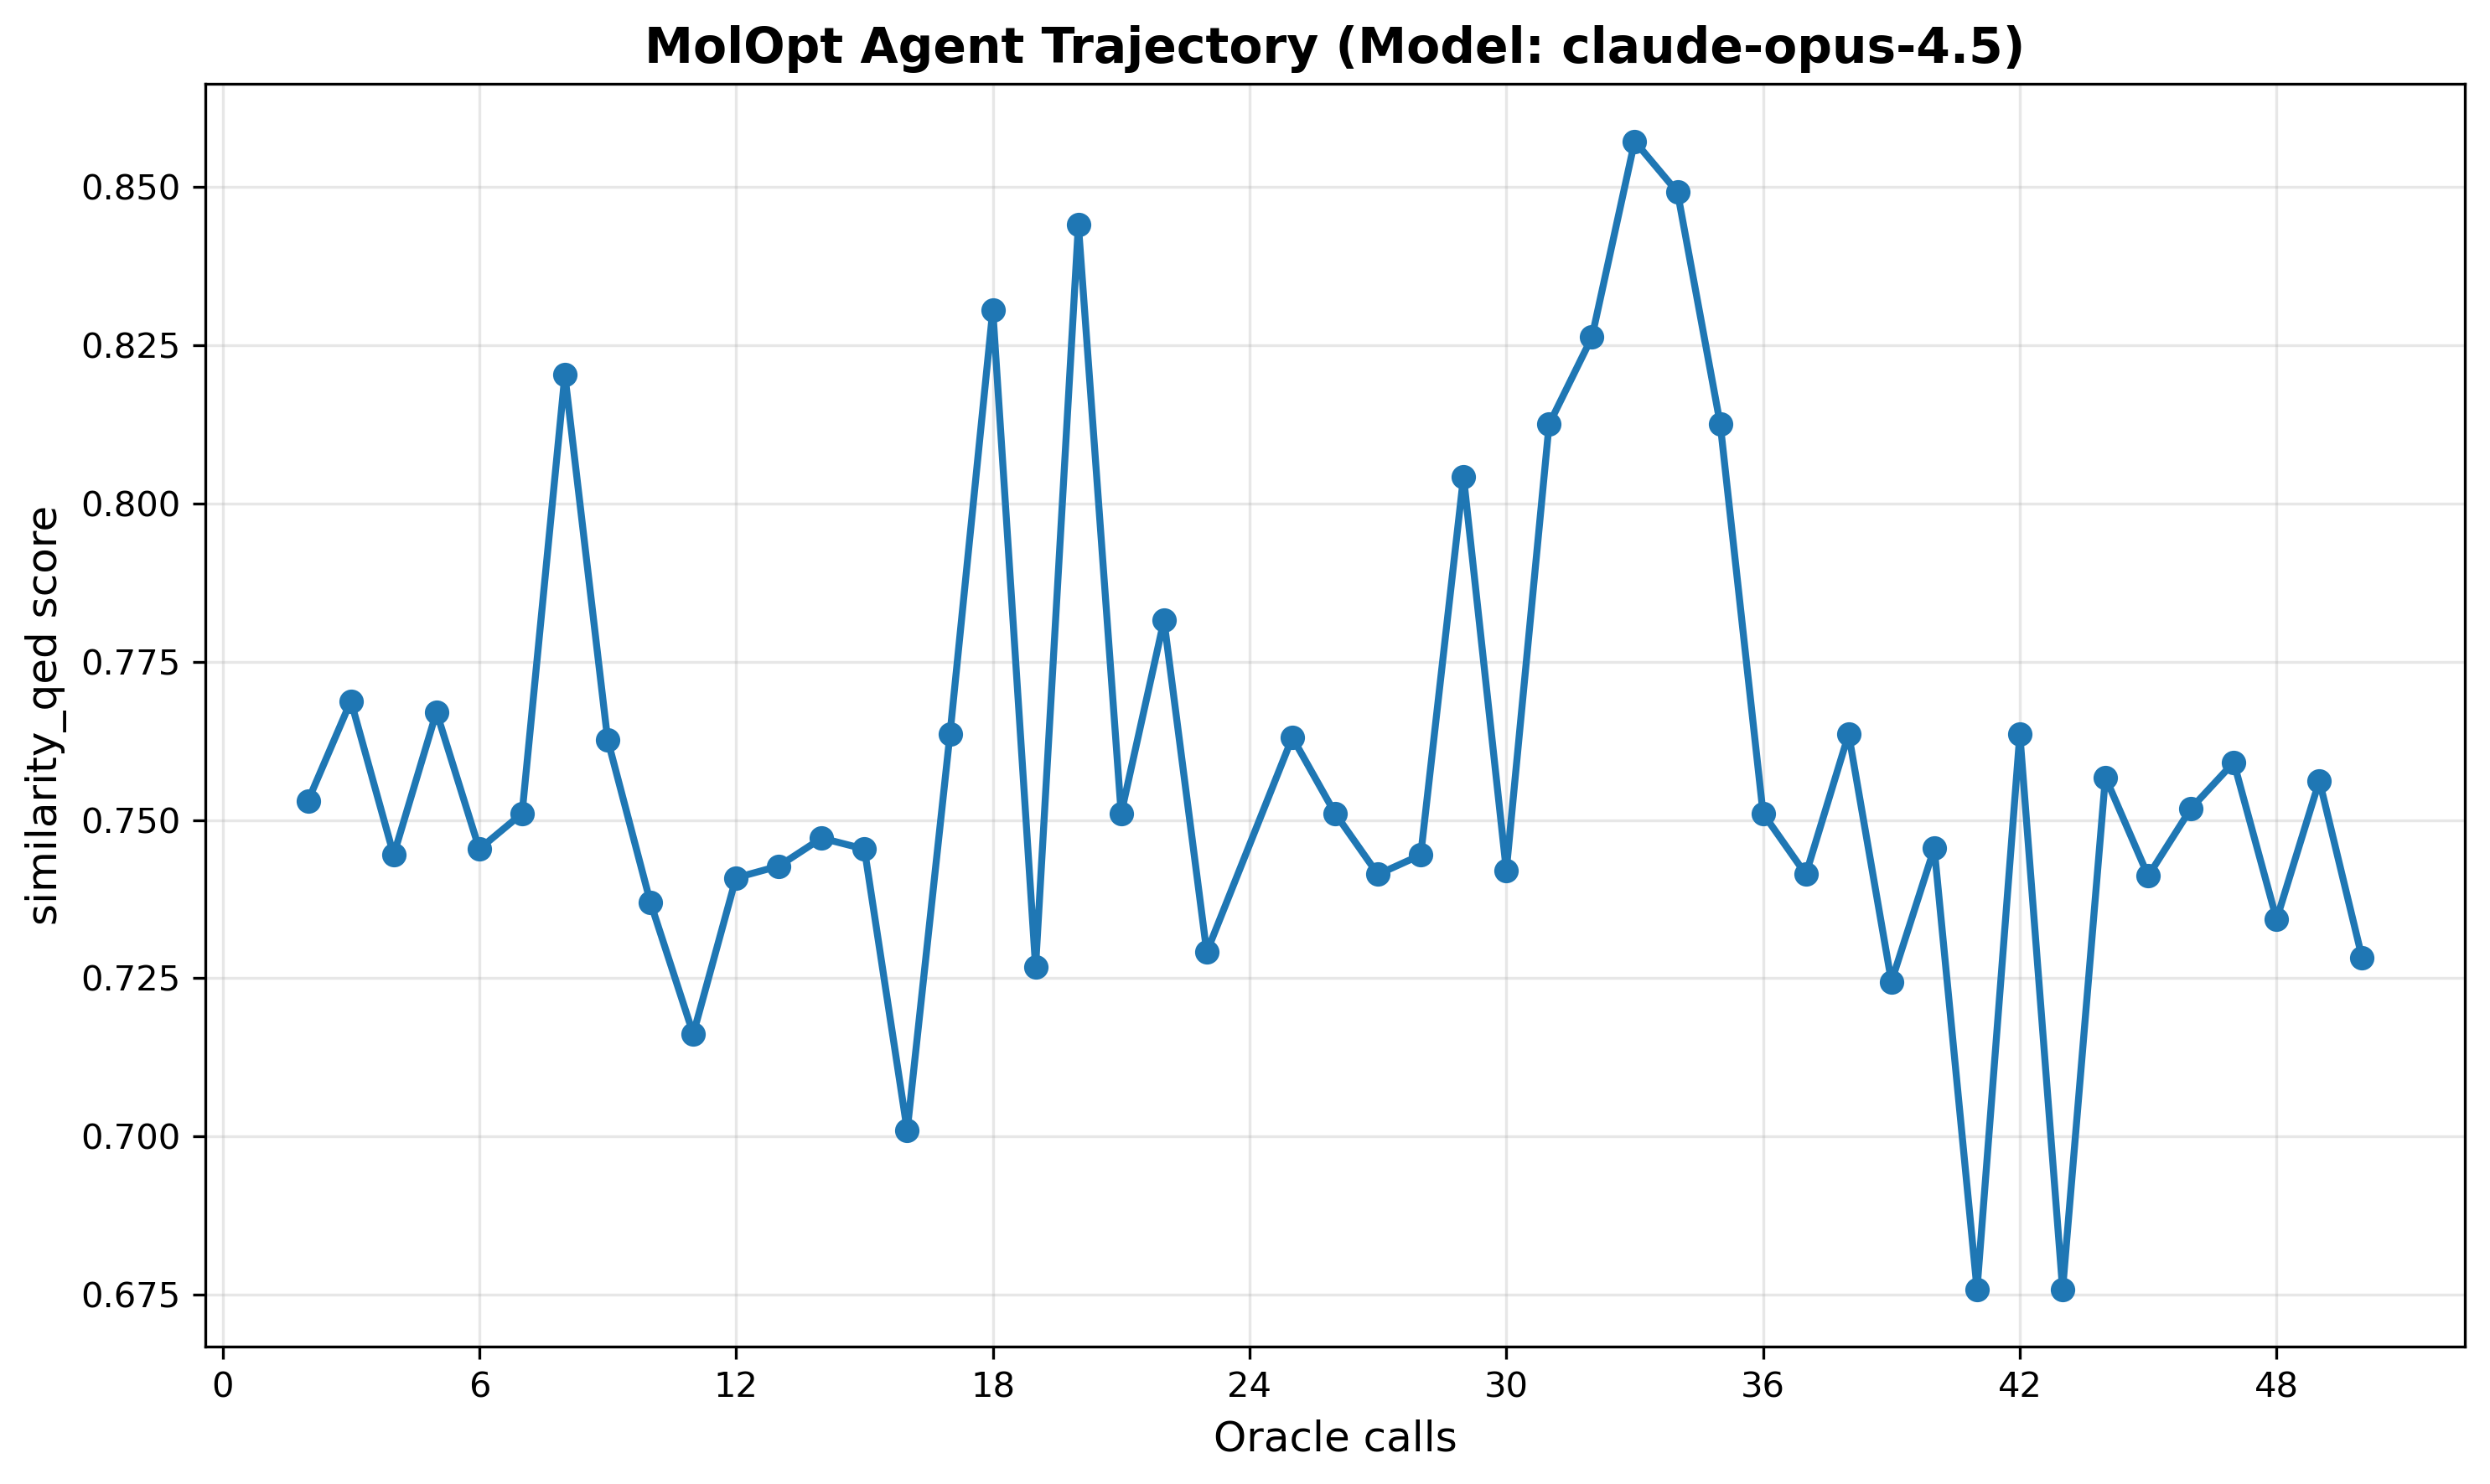 MolOpt Agent Trajectory (Model: claude-opus-4.5)
similarity_qed score
0.850
0.825
0.800
0.775
0.750
0.725
0.700
0.675
0 6 12 18 24 30 36 42 48
Oracle calls